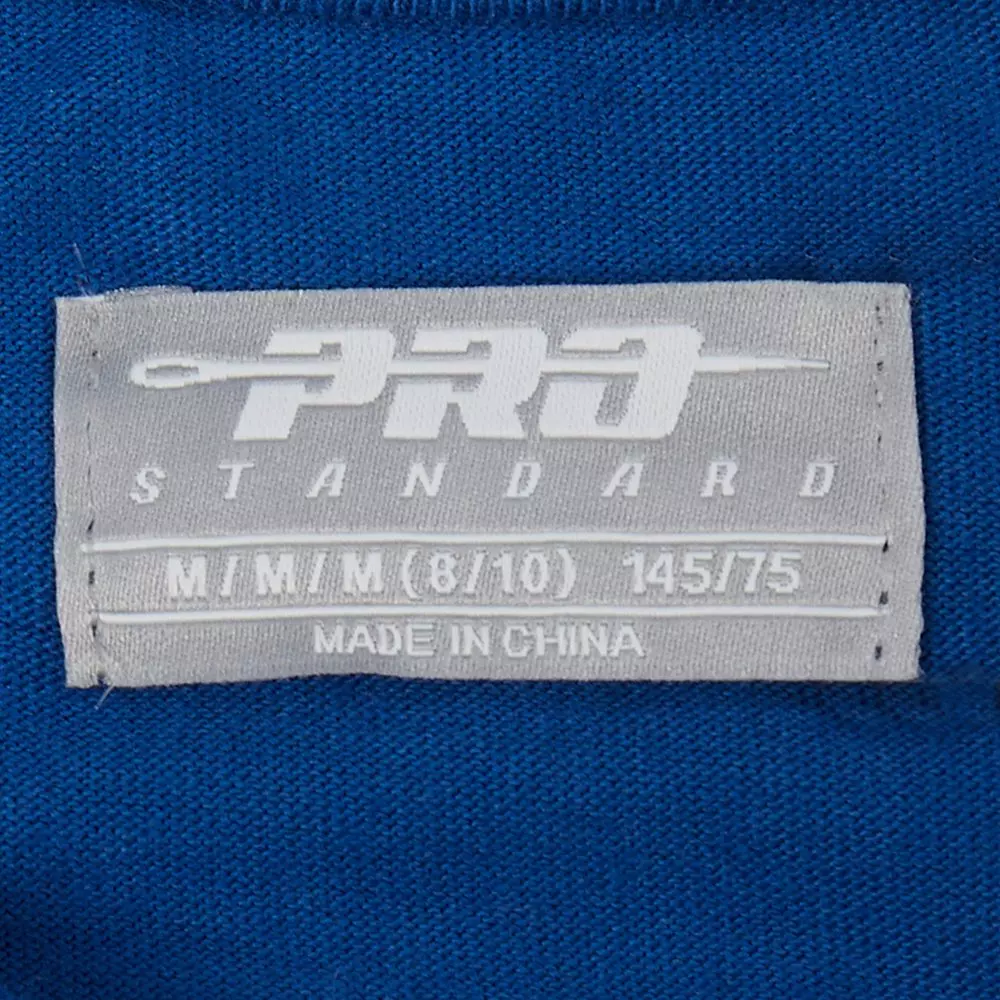 PRO
STANDARD
M/M/M(8/10) 145/75
MADE IN CHINA